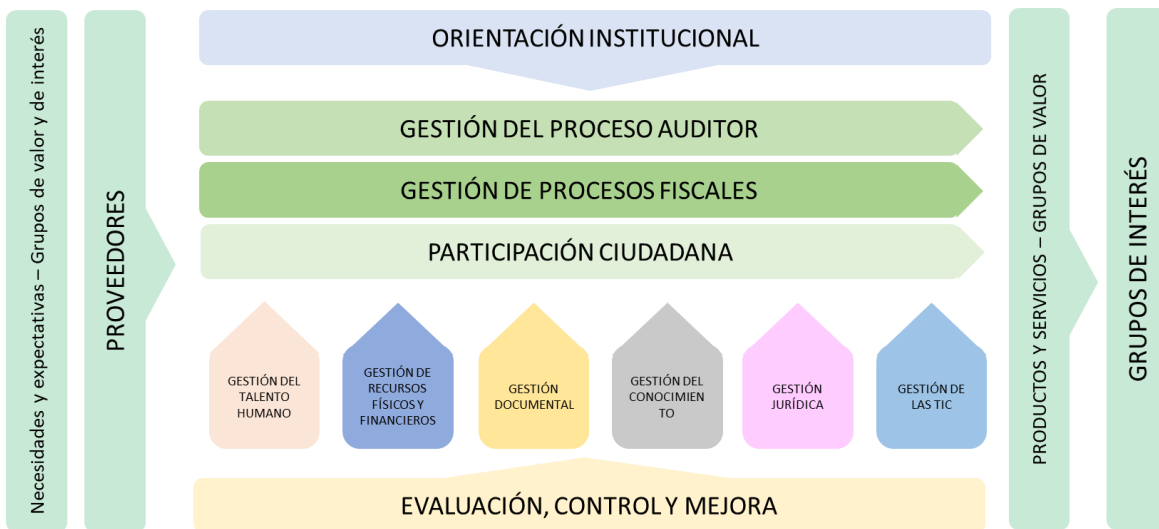 Necesidades y expectativas – Grupos de valor y de interés
PROVEEDORES
ORIENTACIÓN INSTITUCIONAL
GESTIÓN DEL PROCESO AUDITOR
GESTIÓN DE PROCESOS FISCALES
PARTICIPACIÓN CIUDADANA
GESTIÓN DEL
TALENTO
HUMANO
GESTIÓN DE
RECURSOS
FÍSICOS Y
FINANCIEROS
GESTIÓN
DOCUMENTAL
GESTIÓN DEL
CONOCIMIEN
TO
GESTIÓN
JURÍDICA
GESTIÓN DE
LAS TIC
EVALUACIÓN, CONTROL Y MEJORA
PRODUCTOS Y SERVICIOS – GRUPOS DE VALOR
GRUPOS DE INTERÉS